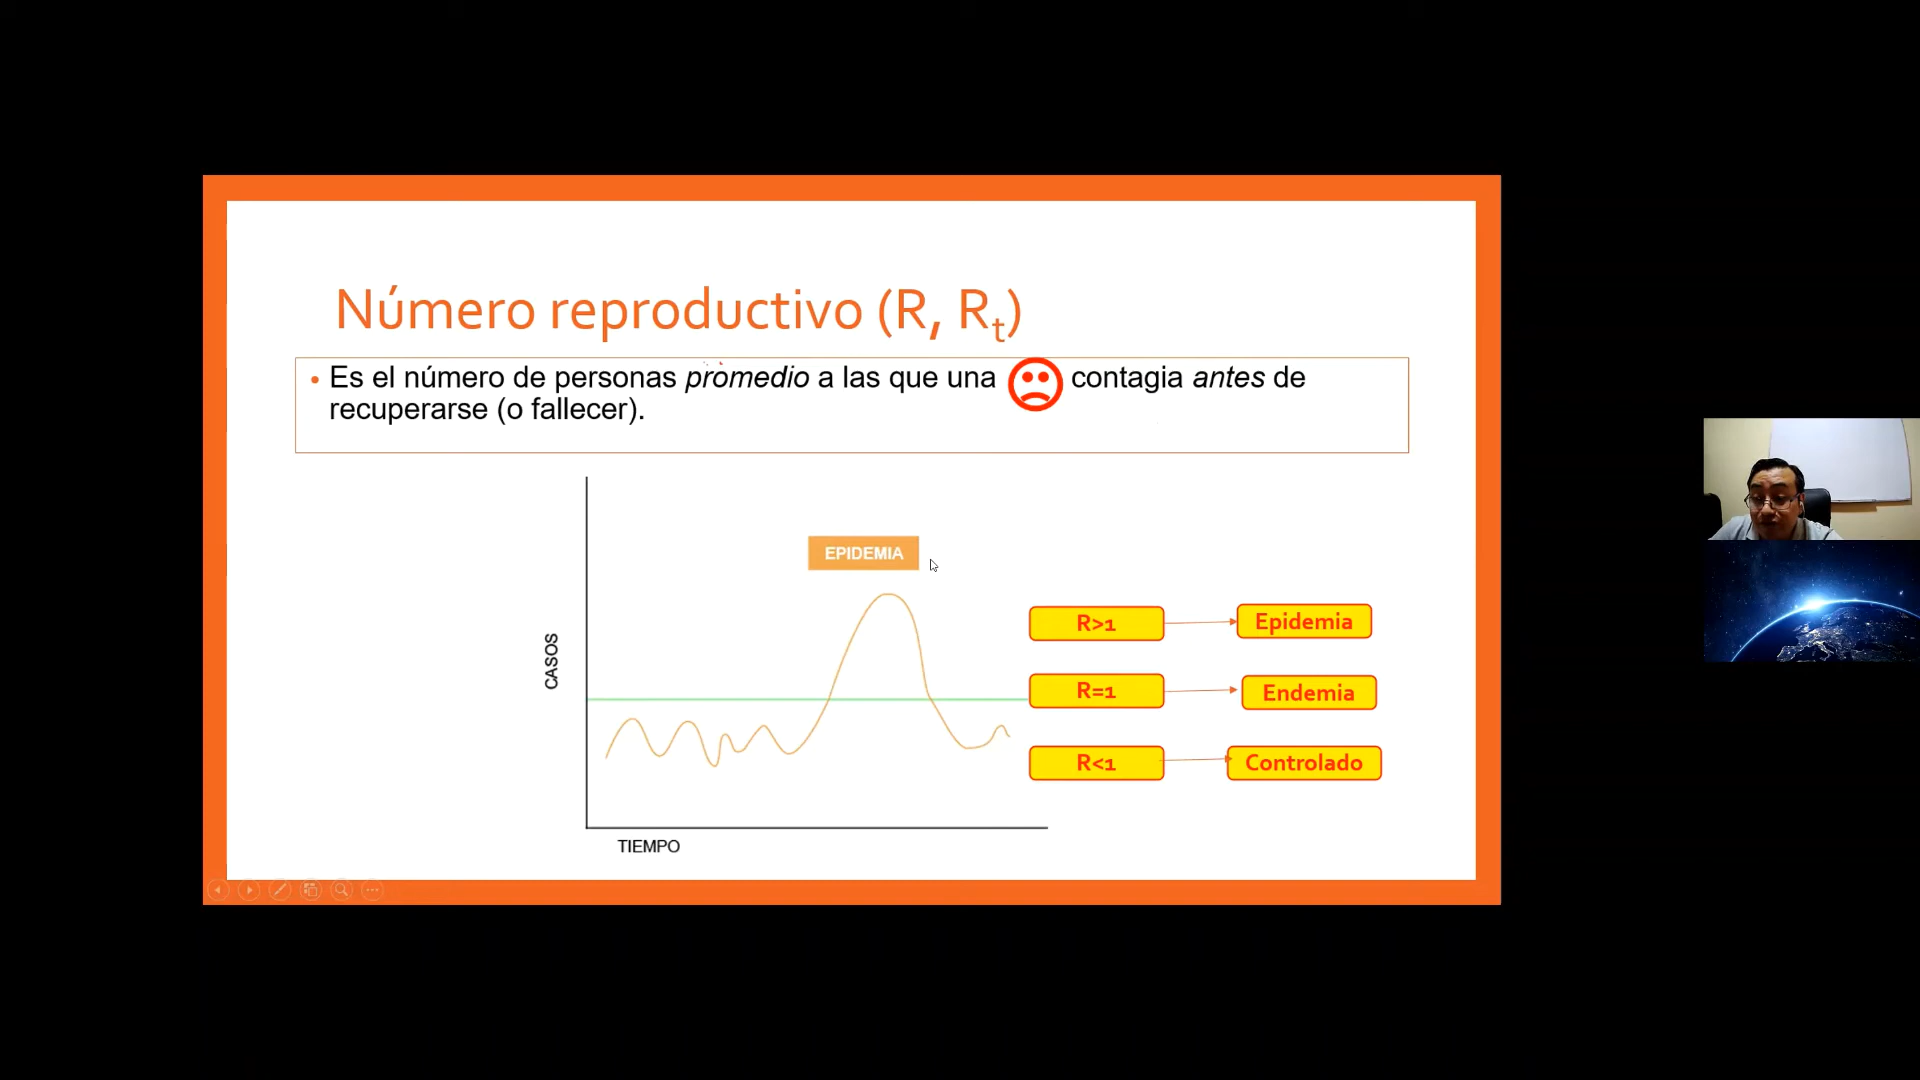 Número reproductivo (R, Rt)
• Es el número de personas promedio a las que una contagia antes de
recuperarse (o fallecer).
EPIDEMIA
CASOS
TIEMPO
R>1
Epidemia
R=1
Endemia
R<1
Controlado